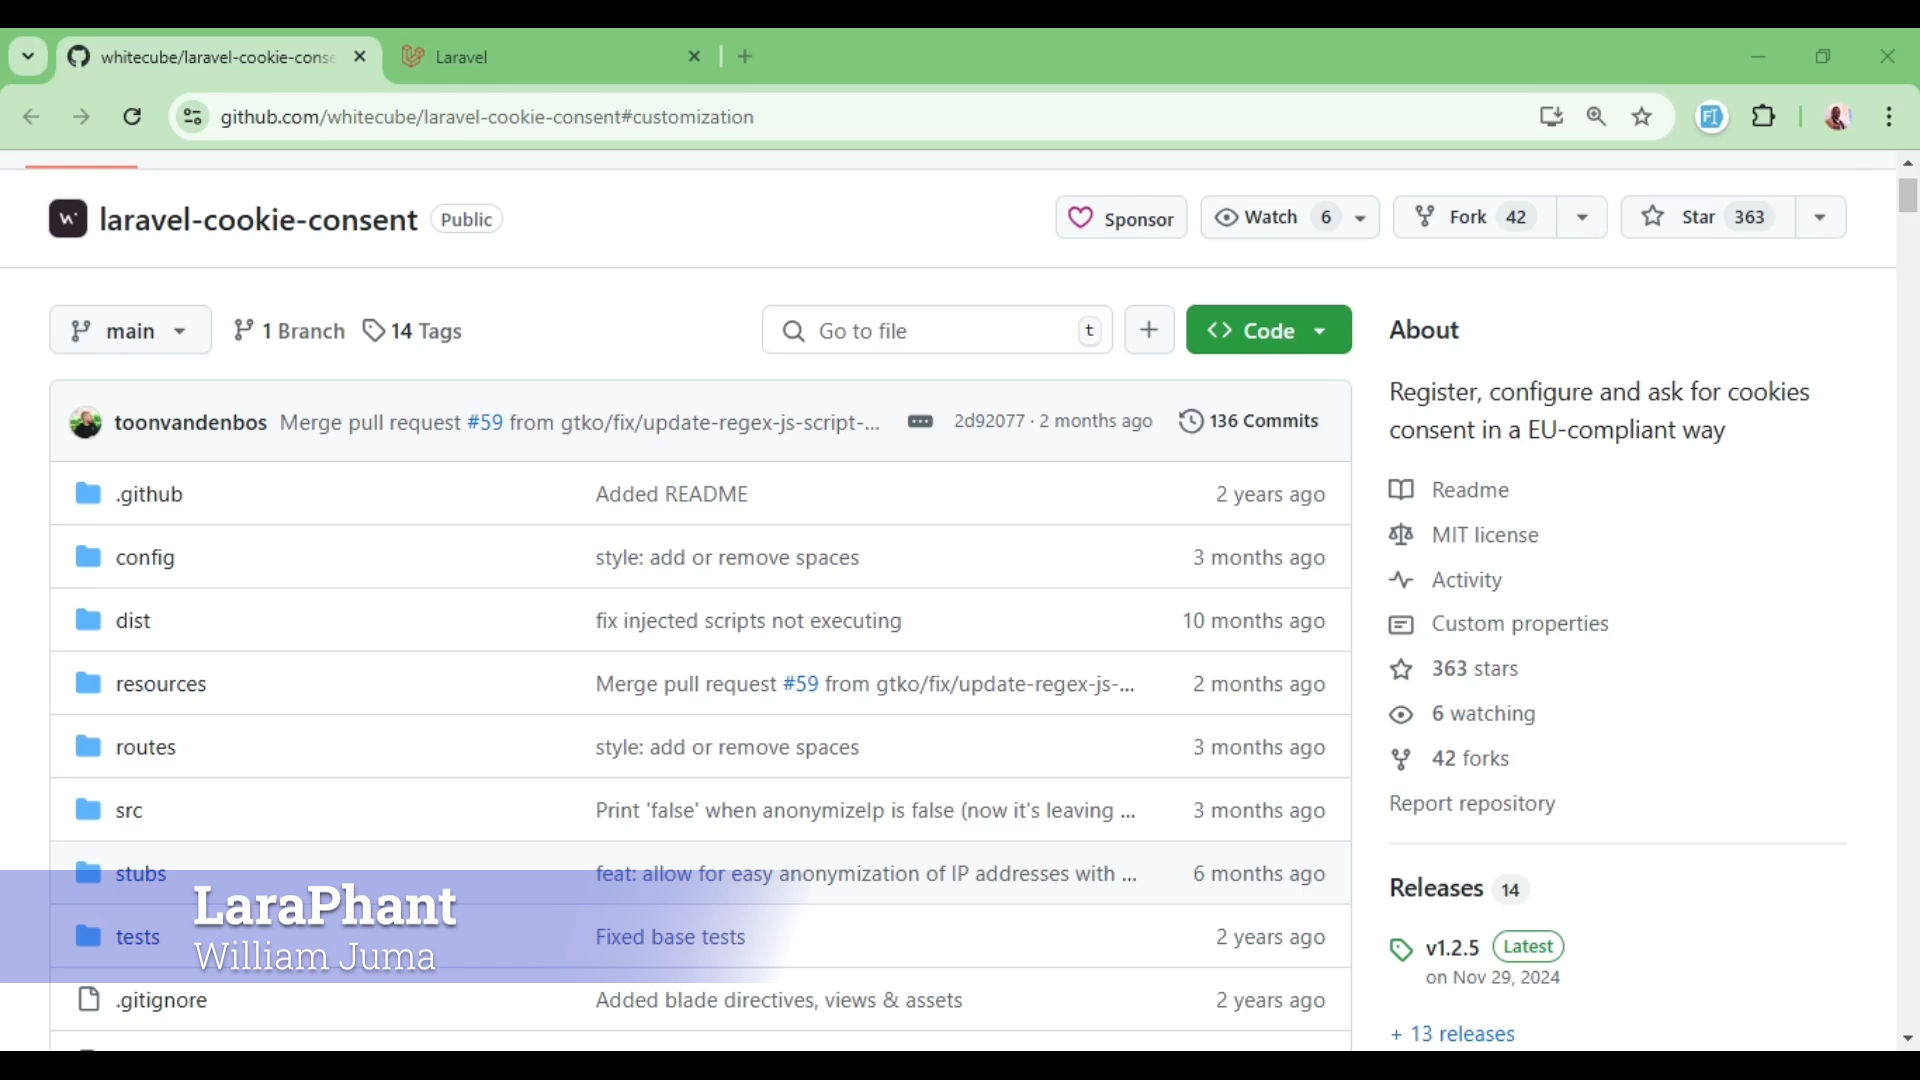 whitecube/laravel-cookie-conse
Laravel
github.com/whitecube/laravel-cookie-consent#customization
laravel-cookie-consent
Public
Sponsor
Watch 6
Fork 42
Star 363
main
1 Branch
14 Tags
Go to file
t
Code
About
Register, configure and ask for cookies
consent in a EU-compliant way
toonvandenbos Merge pull request #59 from gtko/fix/update-regex-js-script-... 2d92077 · 2 months ago 136 Commits
.github Added README 2 years ago
config style: add or remove spaces 3 months ago
dist fix injected scripts not executing 10 months ago
resources Merge pull request #59 from gtko/fix/update-regex-js-... 2 months ago
routes style: add or remove spaces 3 months ago
src Print 'false' when anonymizeIp is false (now it's leaving ... 3 months ago
stubs feat: allow for easy anonymization of IP addresses with ... 6 months ago
tests Fixed base tests 2 years ago
.gitignore Added blade directives, views & assets 2 years ago
Readme
MIT license
Activity
Custom properties
363 stars
6 watching
42 forks
Report repository
Releases 14
v1.2.5 Latest
on Nov 29, 2024
+ 13 releases
LaraPhant
William Juma